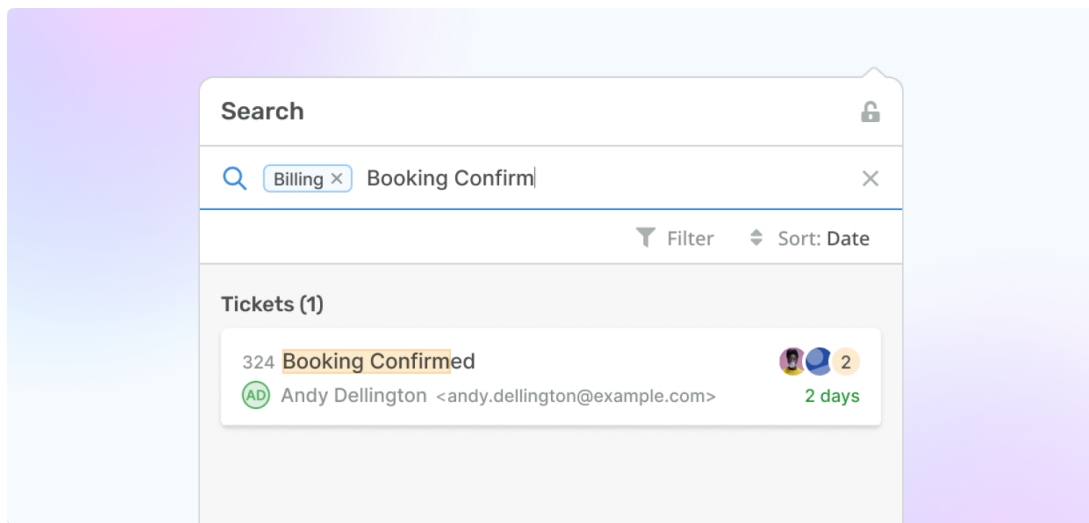 Search
Billing × Booking Confirm
Filter Sort: Date
Tickets (1)
324 Booking Confirmed 2
AD Andy Dellington <andy.dellington@example.com> 2 days